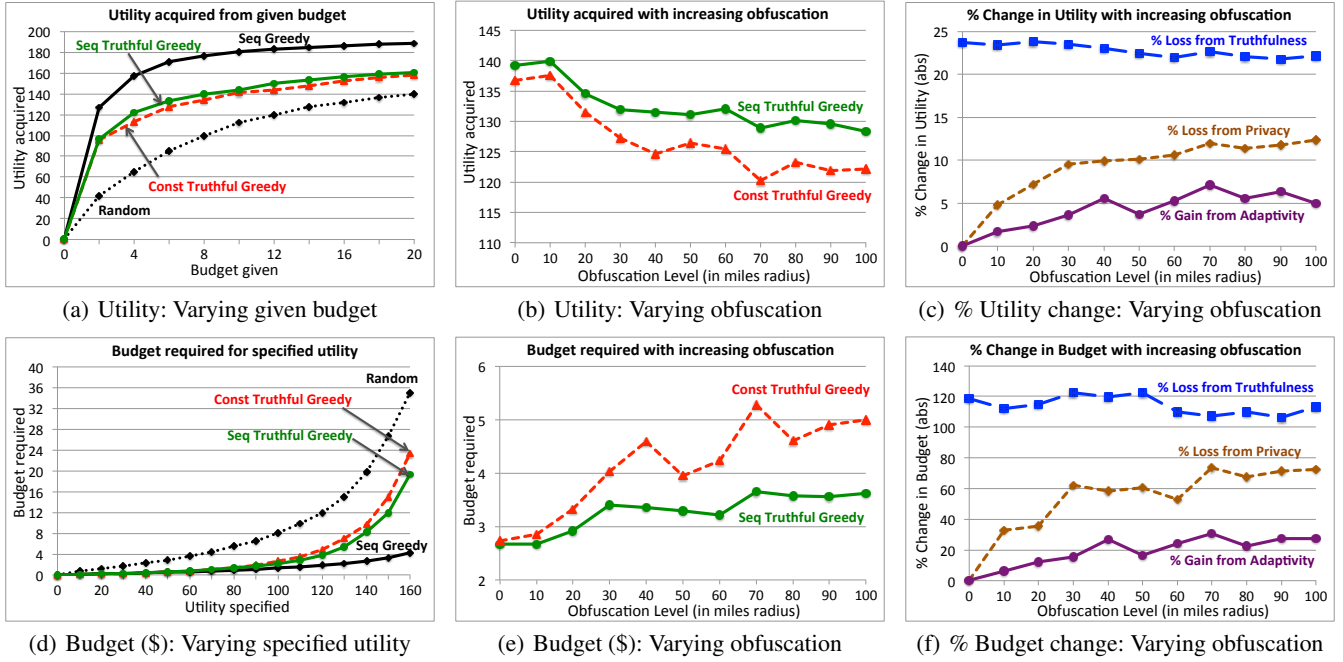 Utility acquired from given budget
200
180
160
140
120
100
80
60
40
20
0
Utility acquired
Seq Truthful Greedy
Seq Greedy
Const Truthful Greedy
Random
0 4 8 12 16 20
Budget given
(a) Utility: Varying given budget
Utility acquired with increasing obfuscation
145
140
135
130
125
120
115
110
Utility acquired
Seq Truthful Greedy
Const Truthful Greedy
0 10 20 30 40 50 60 70 80 90 100
Obfuscation Level (in miles radius)
(b) Utility: Varying obfuscation
% Change in Utility with increasing obfuscation
25
20
15
10
5
0
% Change in Utility (abs)
% Loss from Truthfulness
% Loss from Privacy
% Gain from Adaptivity
0 10 20 30 40 50 60 70 80 90 100
Obfuscation Level (in miles radius)
(c) % Utility change: Varying obfuscation
Budget required for specified utility
40
36
32
28
24
20
16
12
8
4
0
Budget required
Random
Const Truthful Greedy
Seq Truthful Greedy
Seq Greedy
0 20 40 60 80 100 120 140 160
Utility specified
(d) Budget ($): Varying specified utility
Budget required with increasing obfuscation
6
5
4
3
2
Budget required
Const Truthful Greedy
Seq Truthful Greedy
0 10 20 30 40 50 60 70 80 90 100
Obfuscation Level (in miles radius)
(e) Budget ($): Varying obfuscation
% Change in Budget with increasing obfuscation
140
120
100
80
60
40
20
0
% Change in Budget (abs)
% Loss from Truthfulness
% Loss from Privacy
% Gain from Adaptivity
0 10 20 30 40 50 60 70 80 90 100
Obfuscation Level (in miles radius)
(f) % Budget change: Varying obfuscation